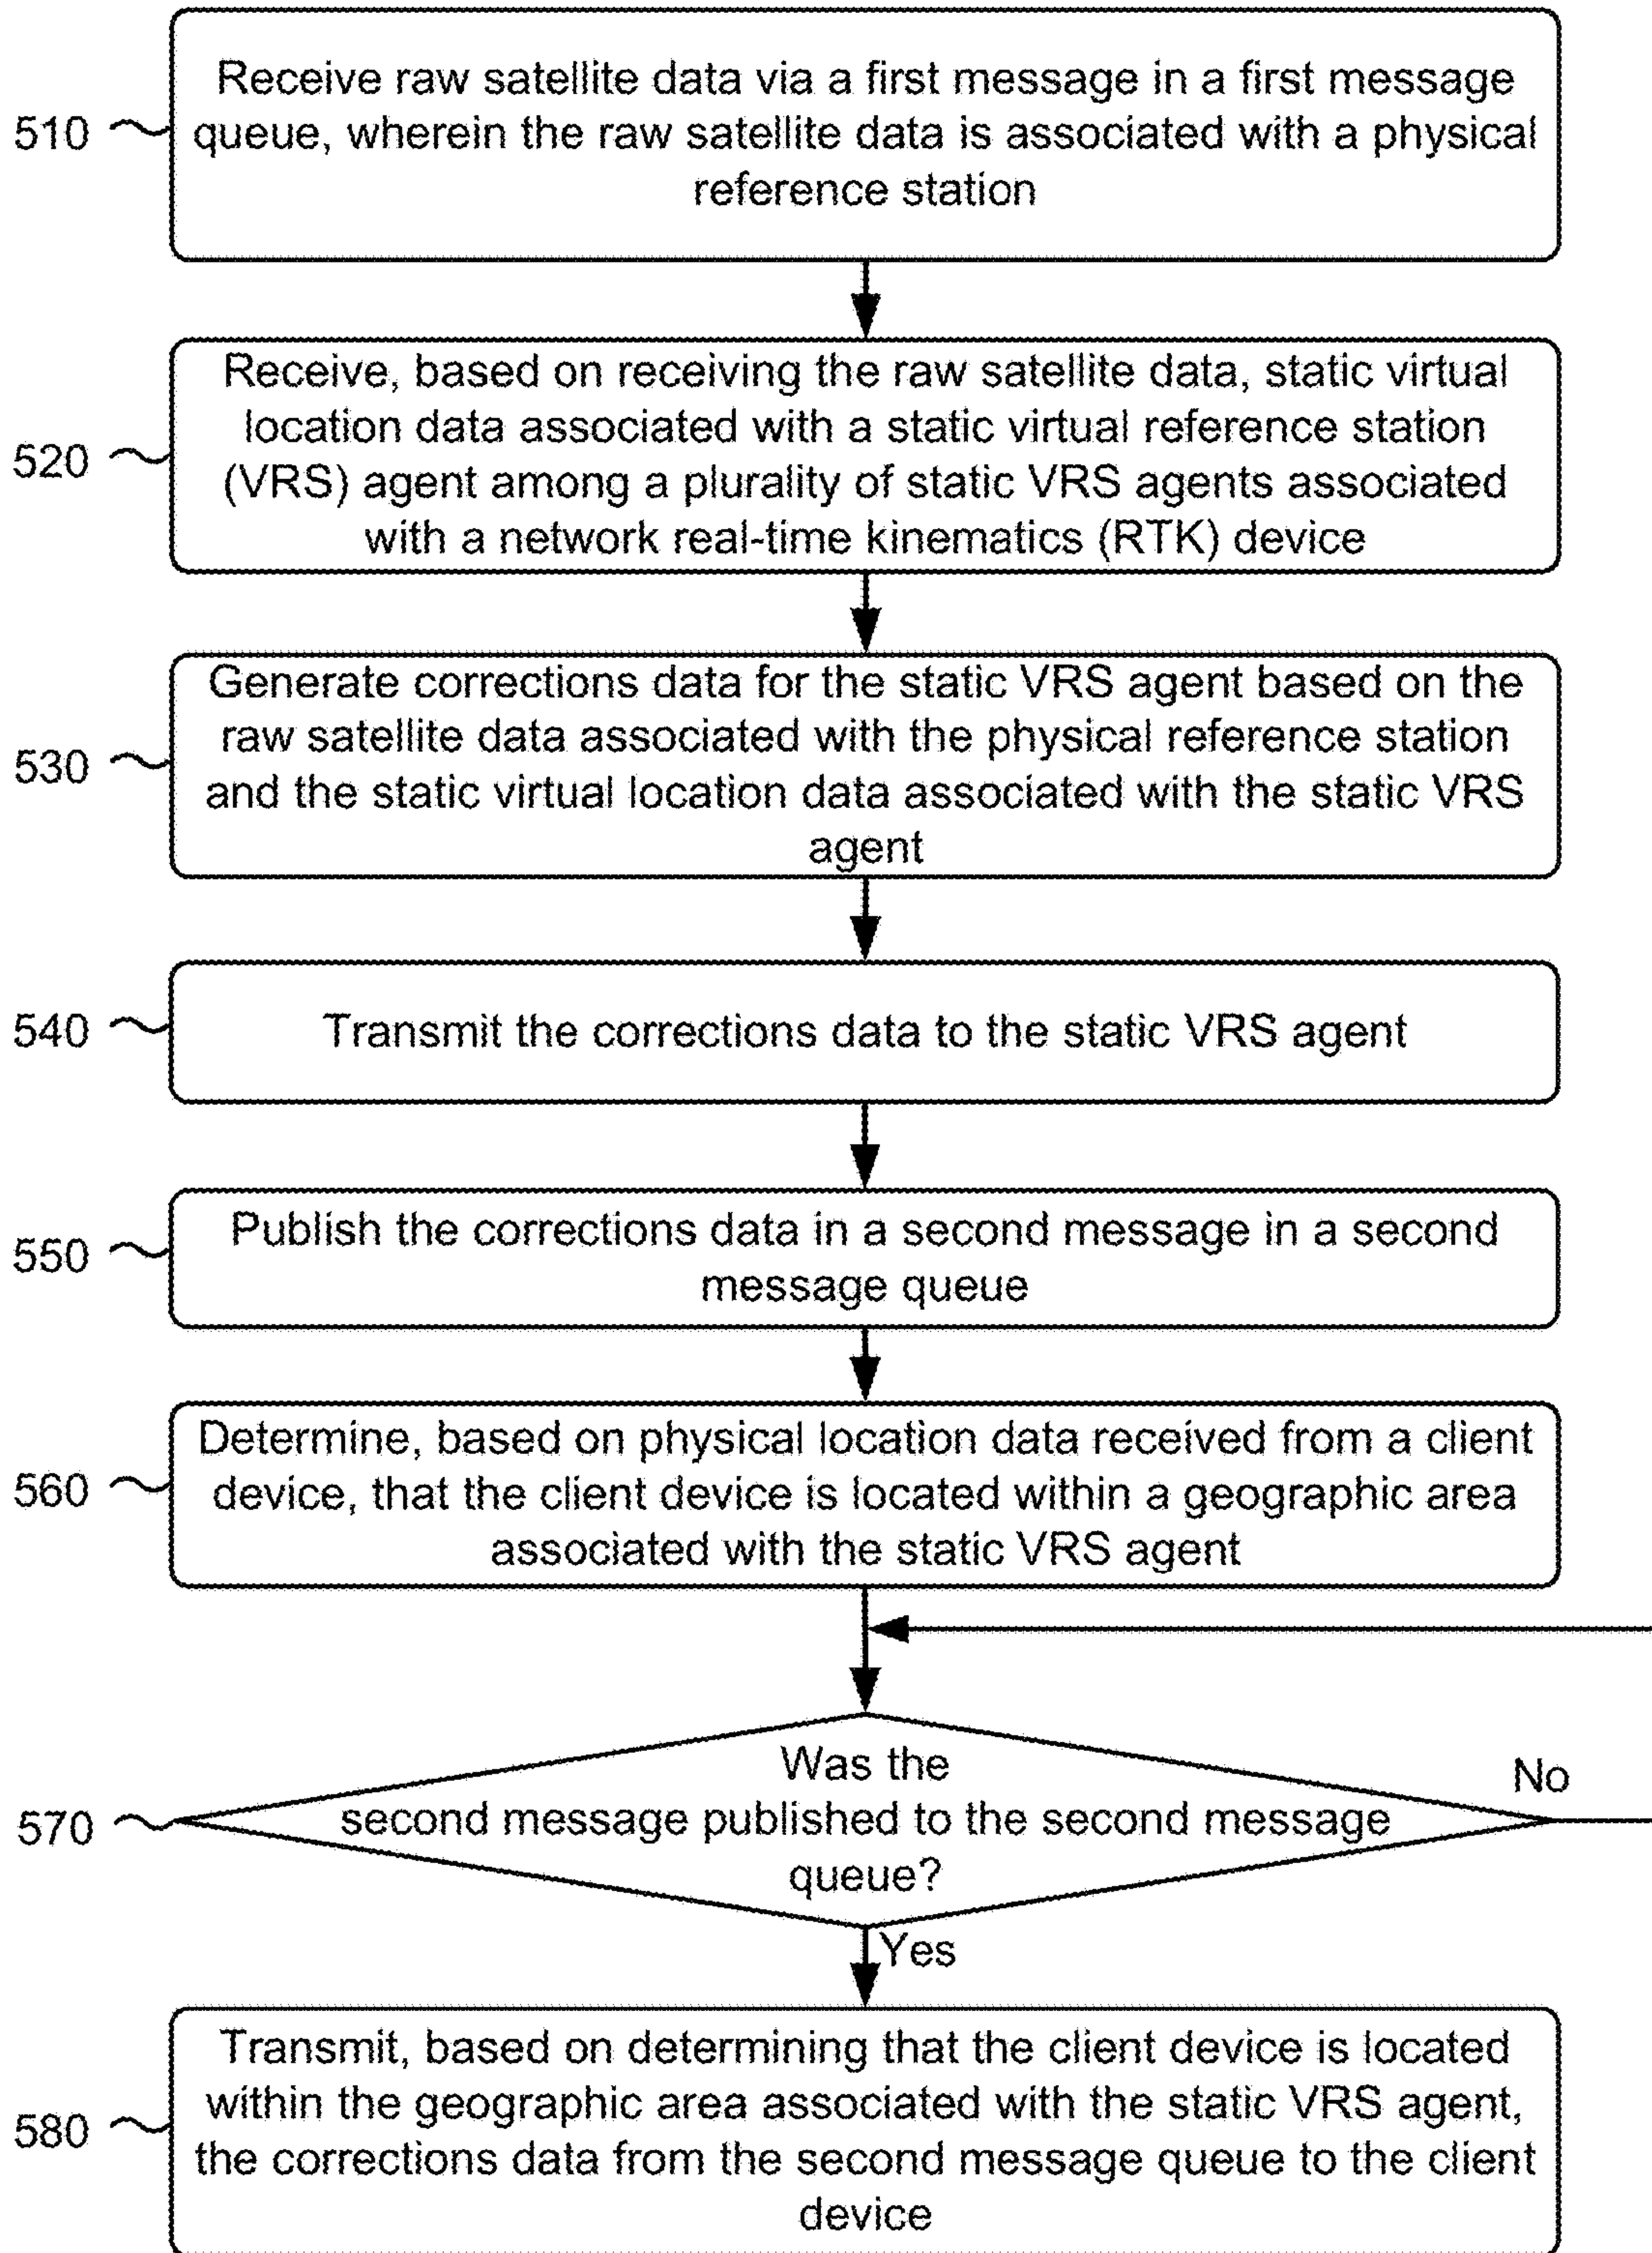 Receive raw satellite data via a first message in a first message
510
queue, wherein the raw satellite data is associated with a physical
reference station
Receive, based on receiving the raw satellite data, static virtual
location data associated with a static virtual reference station
520
(VRS) agent among a plurality of static VRS agents associated
with a network real-time kinematics (RTK) device
Generate corrections data for the static VRS agent based on the
raw satellite data associated with the physical reference station
530
and the static virtual location data associated with the static VRS
agent
540
Transmit the corrections data to the static VRS agent
Publish the corrections data in a second message in a second
550
message queue
Determine, based on physical location data received from a client
560
device, that the client device is located within a geographic area
associated with the static VRS agent
Was the
No
570
second message published to the second message
queue?
Yes
Transmit, based on determining that the client device is located
within the geographic area associated with the static VRS agent,
580
the corrections data from the second message queue to the client
device